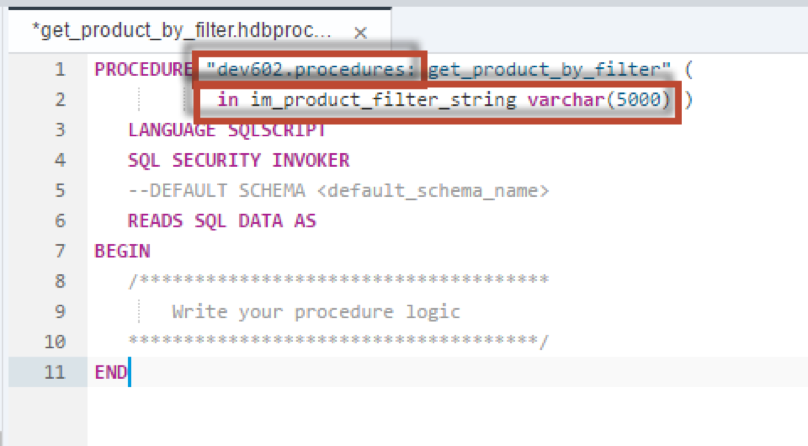 *get_product_by_filter.hdbproc... ×
1 PROCEDURE "dev602.procedures::get_product_by_filter" (
2 in im_product_filter_string varchar(5000) )
3 LANGUAGE SQLSCRIPT
4 SQL SECURITY INVOKER
5 --DEFAULT SCHEMA <default_schema_name>
6 READS SQL DATA AS
7 BEGIN
8 /*************************************
9 Write your procedure logic
10 *************************************/
11 END